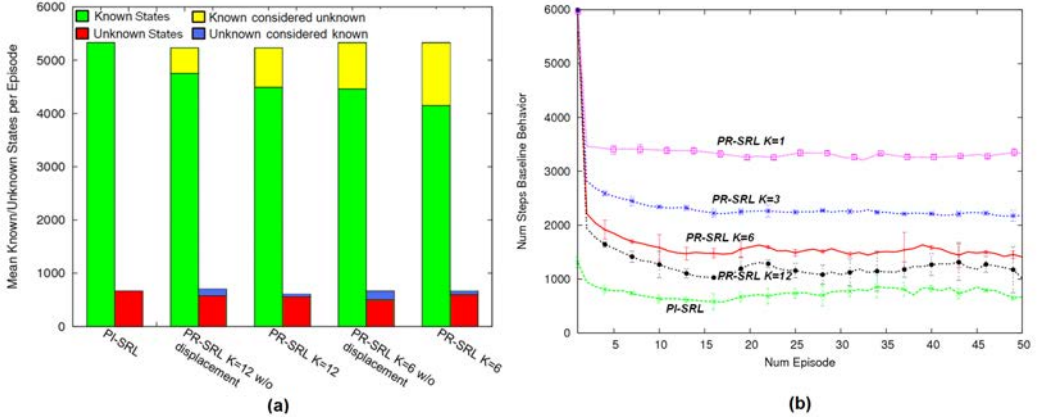 Known States
Known considered unknown
Unknown States
Unknown considered known
Mean Known/Unknown States per Episode
6000
5000
4000
3000
2000
1000
0
PI-SRL
PR-SRL K=12 w/o
displacement
PR-SRL K=12
PR-SRL K=6 w/o
displacement
PR-SRL K=6
(a)
Num Steps Baseline Behavior
6000
5000
4000
3000
2000
1000
0
PR-SRL K=1
PR-SRL K=3
PR-SRL K=6
PR-SRL K=12
PI-SRL
5
10
15
20
25
30
35
40
45
50
Num Episode
(b)